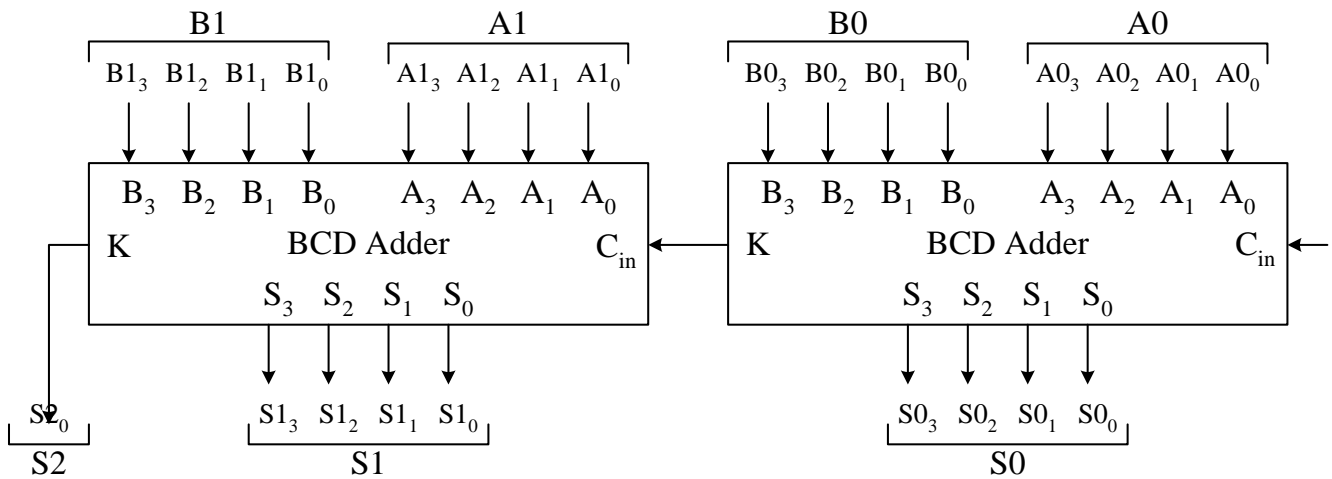 B1 A1 B0 A0
B1₃ B1₂ B1₁ B1₀ A1₃ A1₂ A1₁ A1₀ B0₃ B0₂ B0₁ B0₀ A0₃ A0₂ A0₁ A0₀
B₃ B₂ B₁ B₀ A₃ A₂ A₁ A₀ B₃ B₂ B₁ B₀ A₃ A₂ A₁ A₀
K BCD Adder C_in K BCD Adder C_in
S₃ S₂ S₁ S₀ S₃ S₂ S₁ S₀
S2₀ S1₃ S1₂ S1₁ S1₀ S0₃ S0₂ S0₁ S0₀
S2 S1 S0